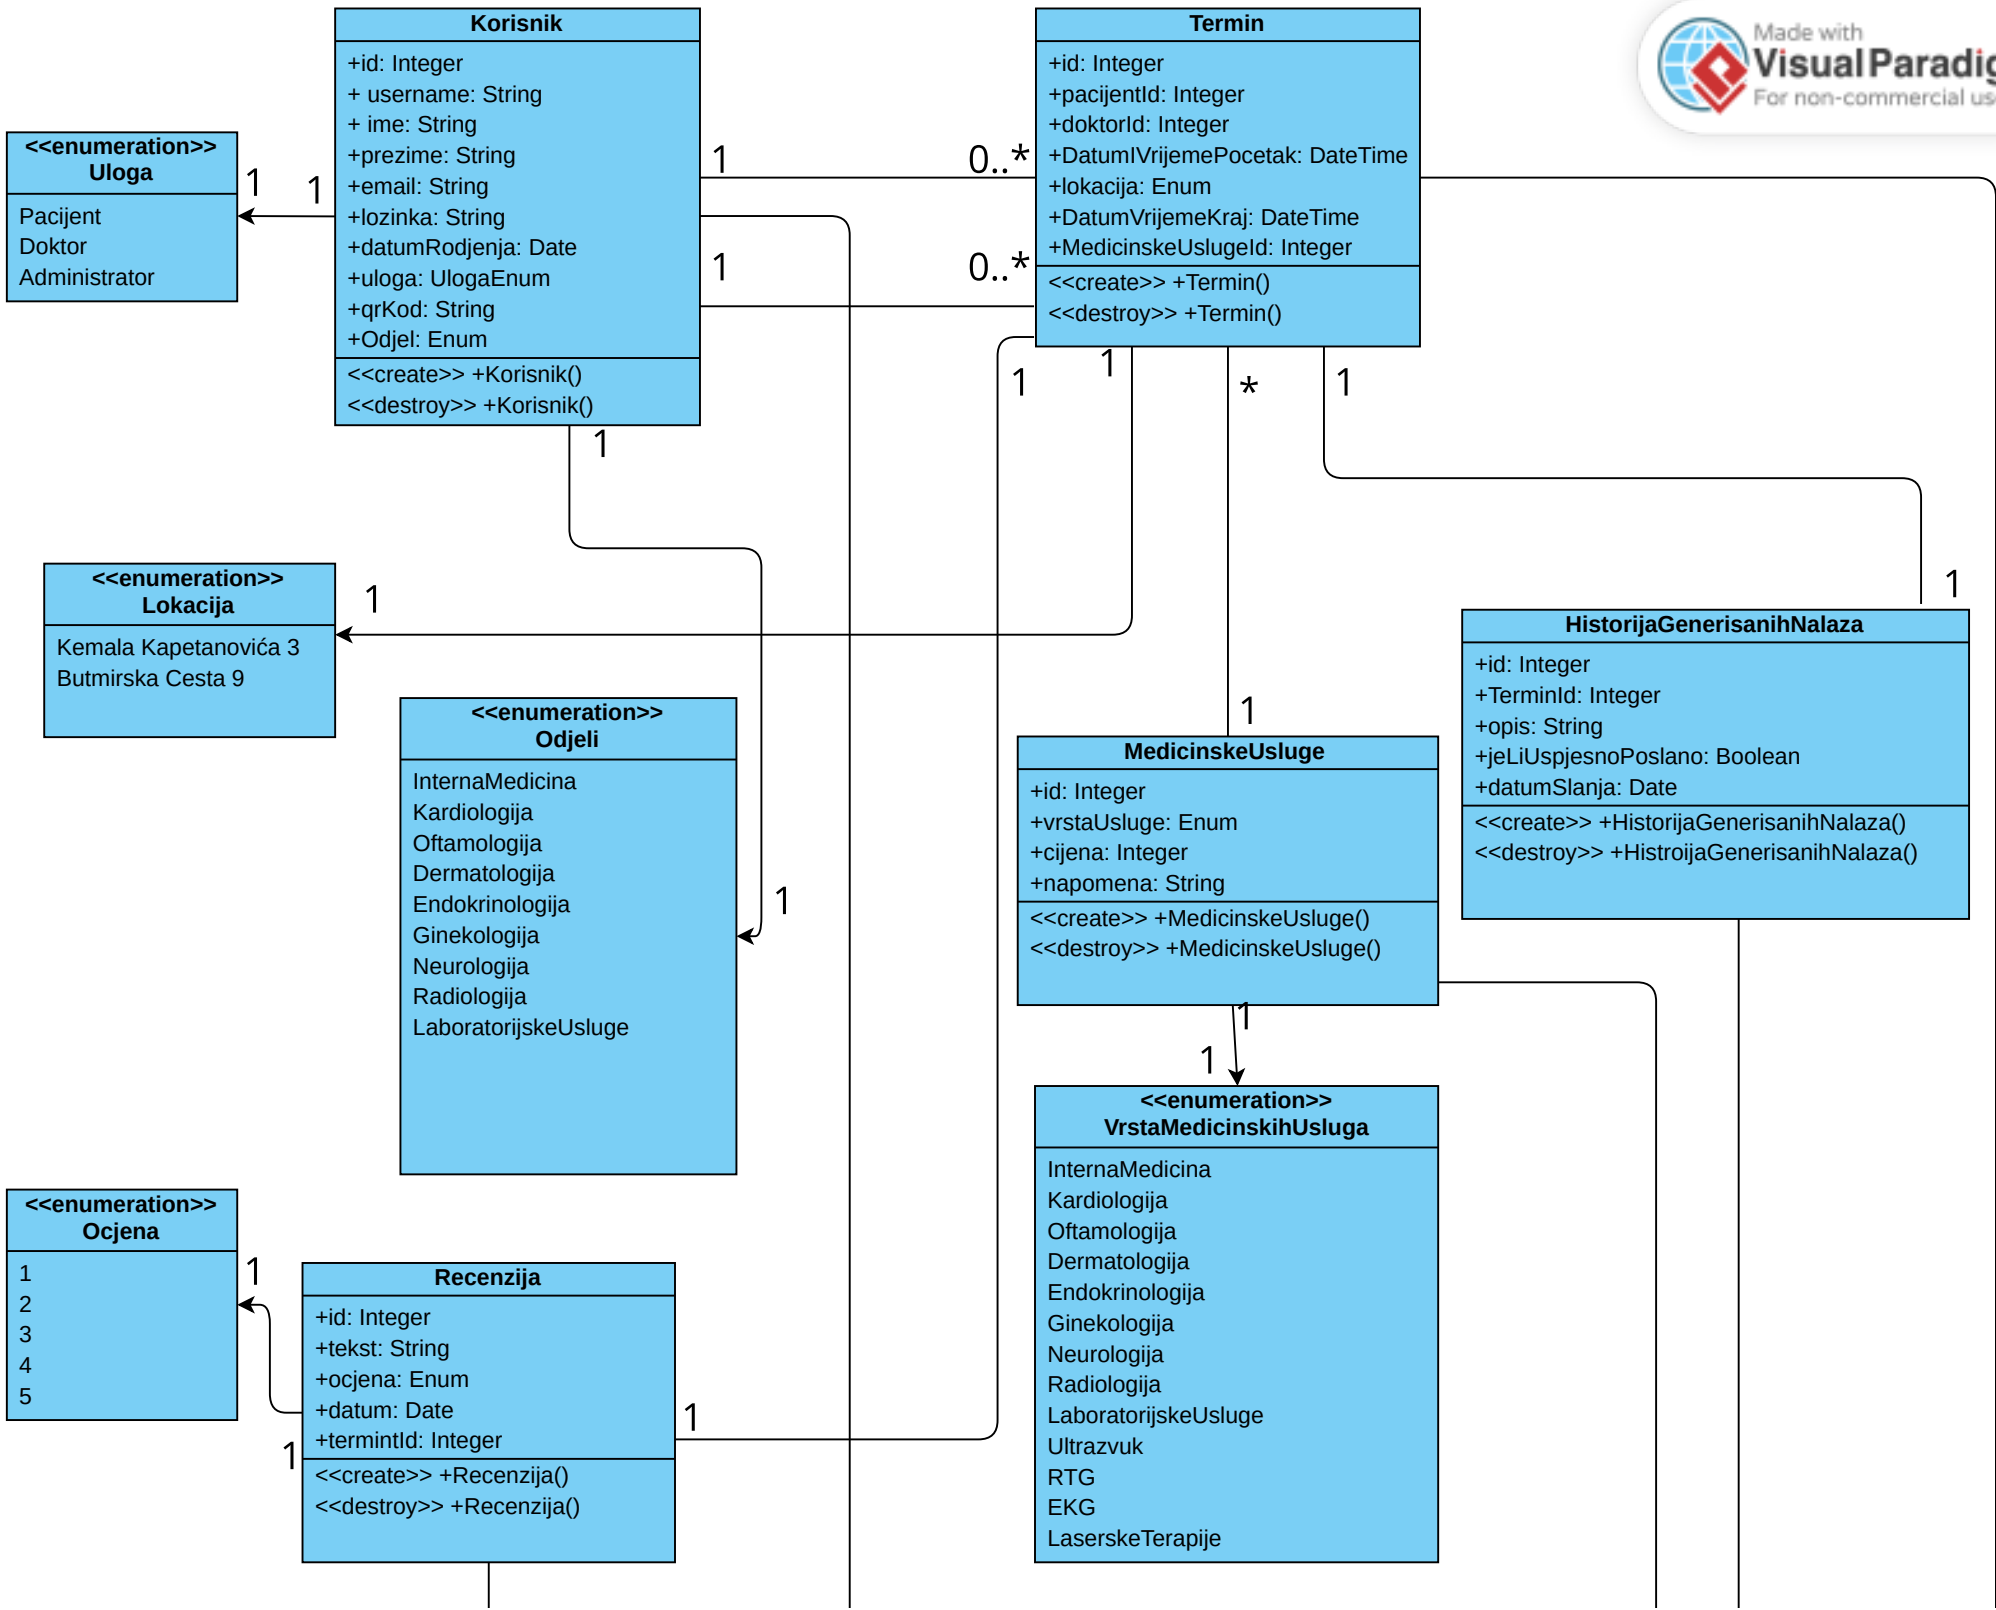 Korisnik
+id: Integer
+ username: String
+ ime: String
+prezime: String
+email: String
+lozinka: String
+datumRodjenja: Date
+uloga: UlogaEnum
+qrKod: String
+Odjel: Enum
<<create>> +Korisnik()
<<destroy>> +Korisnik()
Termin
+id: Integer
+pacijentId: Integer
+doktorId: Integer
+DatumIVrijemePocetak: DateTime
+lokacija: Enum
+DatumVrijemeKraj: DateTime
+MedicinskeUslugeId: Integer
<<create>> +Termin()
<<destroy>> +Termin()
Made with
Visual Paradig
For non-commercial us
<<enumeration>>
Uloga
Pacijent
Doktor
Administrator
1
1
1
0..*
1
0..*
1
1
1
*
1
<<enumeration>>
Lokacija
Kemala Kapetanovića 3
Butmirska Cesta 9
1
<<enumeration>>
Odjeli
InternaMedicina
Kardiologija
Oftamologija
Dermatologija
Endokrinologija
Ginekologija
Neurologija
Radiologija
LaboratorijskeUsluge
1
1
MedicinskeUsluge
+id: Integer
+vrstaUsluge: Enum
+cijena: Integer
+napomena: String
<<create>> +MedicinskeUsluge()
<<destroy>> +MedicinskeUsluge()
1
HistorijaGenerisanihNalaza
+id: Integer
+TerminId: Integer
+opis: String
+jeLiUspjesnoPoslano: Boolean
+datumSlanja: Date
<<create>> +HistorijaGenerisanihNalaza()
<<destroy>> +HistroijaGenerisanihNalaza()
1
1
<<enumeration>>
VrstaMedicinskihUsluga
InternaMedicina
Kardiologija
Oftamologija
Dermatologija
Endokrinologija
Ginekologija
Neurologija
Radiologija
LaboratorijskeUsluge
Ultrazvuk
RTG
EKG
LaserskeTerapije
<<enumeration>>
Ocjena
1
2
3
4
5
1
1
Recenzija
+id: Integer
+tekst: String
+ocjena: Enum
+datum: Date
+termintId: Integer
<<create>> +Recenzija()
<<destroy>> +Recenzija()
1